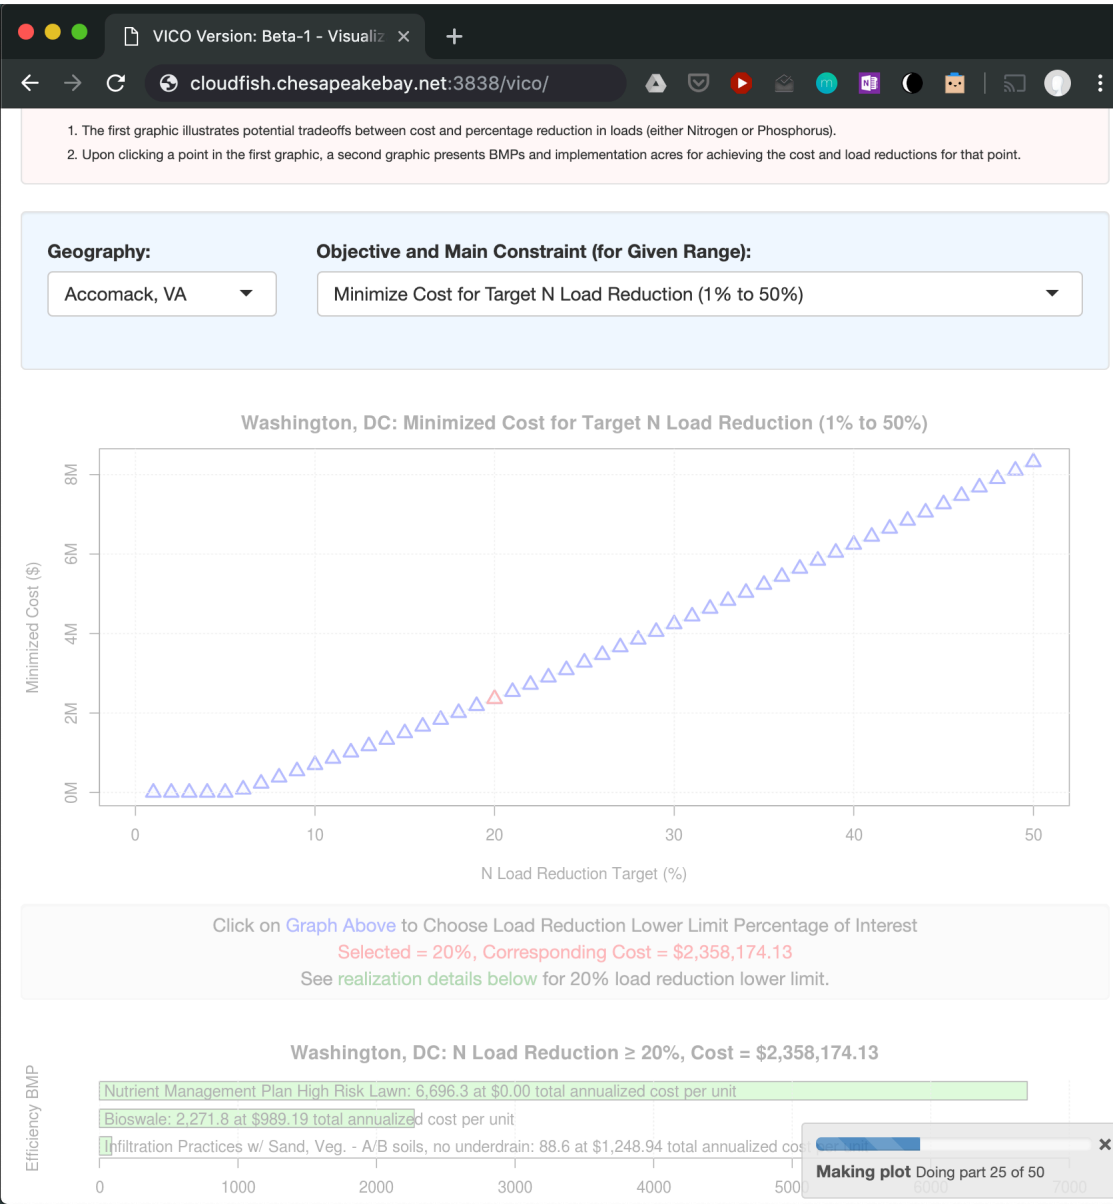 VICO Version: Beta-1 - Visualiz
cloudfish.chesapeakebay.net:3838/vico/
1. The first graphic illustrates potential tradeoffs between cost and percentage reduction in loads (either Nitrogen or Phosphorus).
2. Upon clicking a point in the first graphic, a second graphic presents BMPs and implementation acres for achieving the cost and load reductions for that point.
Geography:
Objective and Main Constraint (for Given Range):
Accomack, VA
Minimize Cost for Target N Load Reduction (1% to 50%)
Washington, DC: Minimized Cost for Target N Load Reduction (1% to 50%)
Minimized Cost ($)
8M
6M
4M
2M
0M
0 10 20 30 40 50
N Load Reduction Target (%)
Click on Graph Above to Choose Load Reduction Lower Limit Percentage of Interest
Selected = 20%, Corresponding Cost = $2,358,174.13
See realization details below for 20% load reduction lower limit.
Washington, DC: N Load Reduction ≥ 20%, Cost = $2,358,174.13
Efficiency BMP
Nutrient Management Plan High Risk Lawn: 6,696.3 at $0.00 total annualized cost per unit
Bioswale: 2,271.8 at $989.19 total annualized cost per unit
Infiltration Practices w/ Sand, Veg. - A/B soils, no underdrain: 88.6 at $1,248.94 total annualized cost per unit
0 1000 2000 3000 4000 5000 6000 7000
Making plot Doing part 25 of 50